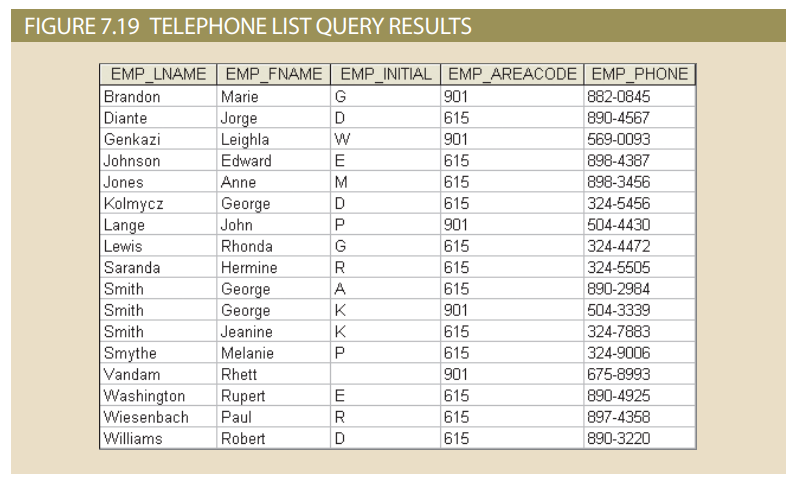 FIGURE 7.19 TELEPHONE LIST QUERY RESULTS
EMP_LNAME EMP_FNAME EMP_INITIAL EMP_AREACODE EMP_PHONE
Brandon Marie G 901 882-0845
Diante Jorge D 615 890-4567
Genkazi Leighla W 901 569-0093
Johnson Edward E 615 898-4387
Jones Anne M 615 898-3456
Kolmycz George D 615 324-5456
Lange John P 901 504-4430
Lewis Rhonda G 615 324-4472
Saranda Hermine R 615 324-5505
Smith George A 615 890-2984
Smith George K 901 504-3339
Smith Jeanine K 615 324-7883
Smythe Melanie P 615 324-9006
Vandam Rhett 901 675-8993
Washington Rupert E 615 890-4925
Wiesenbach Paul R 615 897-4358
Williams Robert D 615 890-3220